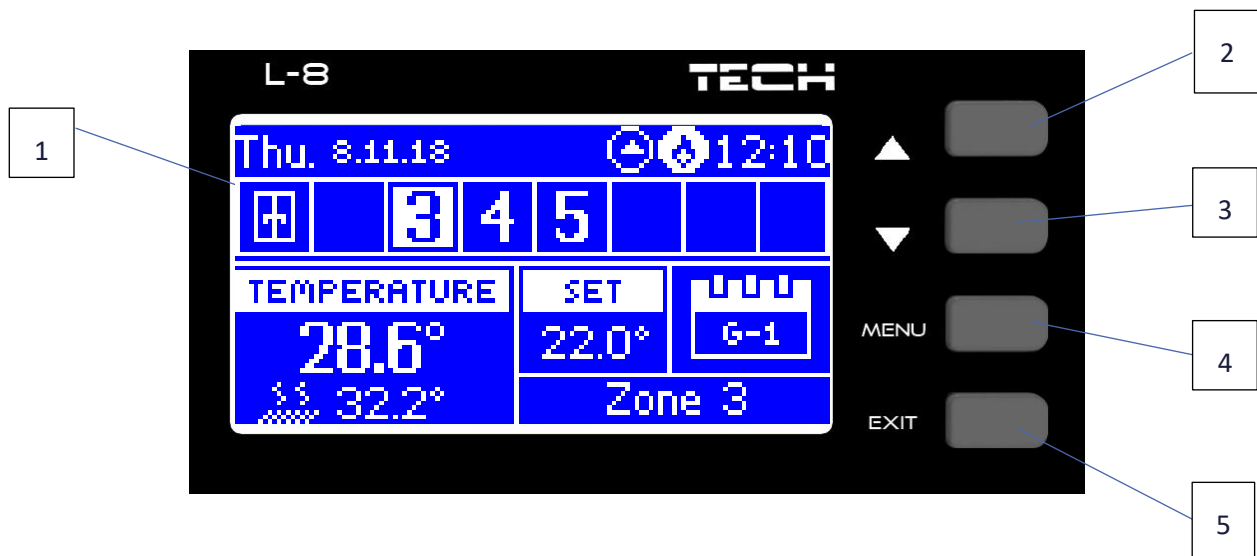 L-8 TECH
2
1
Thu. 8.11.18 12:10
3 4 5
3
TEMPERATURE SET
28.6° 22.0° G-1
MENU
4
32.2° Zone 3
EXIT
5